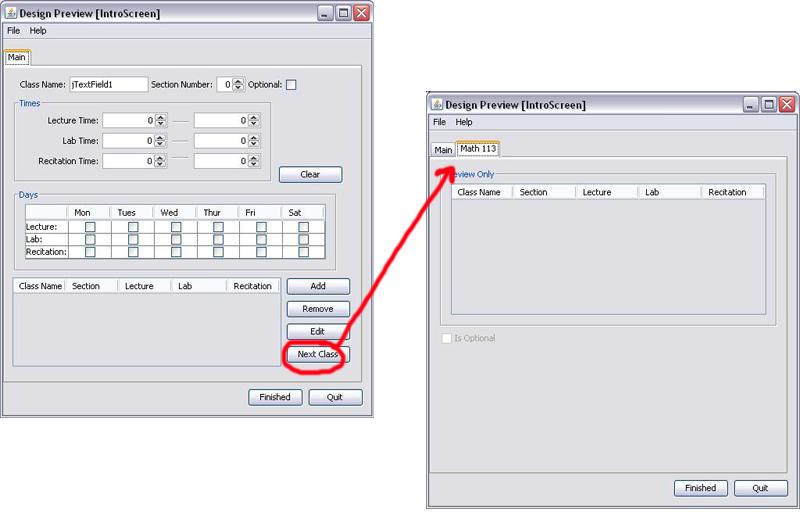 Design Preview [IntroScreen]
File Help
Main
Class Name: jTextField1 Section Number: 0 Optional:
Times
Lecture Time: 0 0
Lab Time: 0 0
Recitation Time: 0 0
Clear
Days
Mon Tues Wed Thur Fri Sat
Lecture:
Lab:
Recitation:
Class Name Section Lecture Lab Recitation
Add
Remove
Edit
Next Class
Finished Quit
Design Preview [IntroScreen]
File Help
Main Math 113
eview Only
Class Name Section Lecture Lab Recitation
Is Optional
Finished Quit